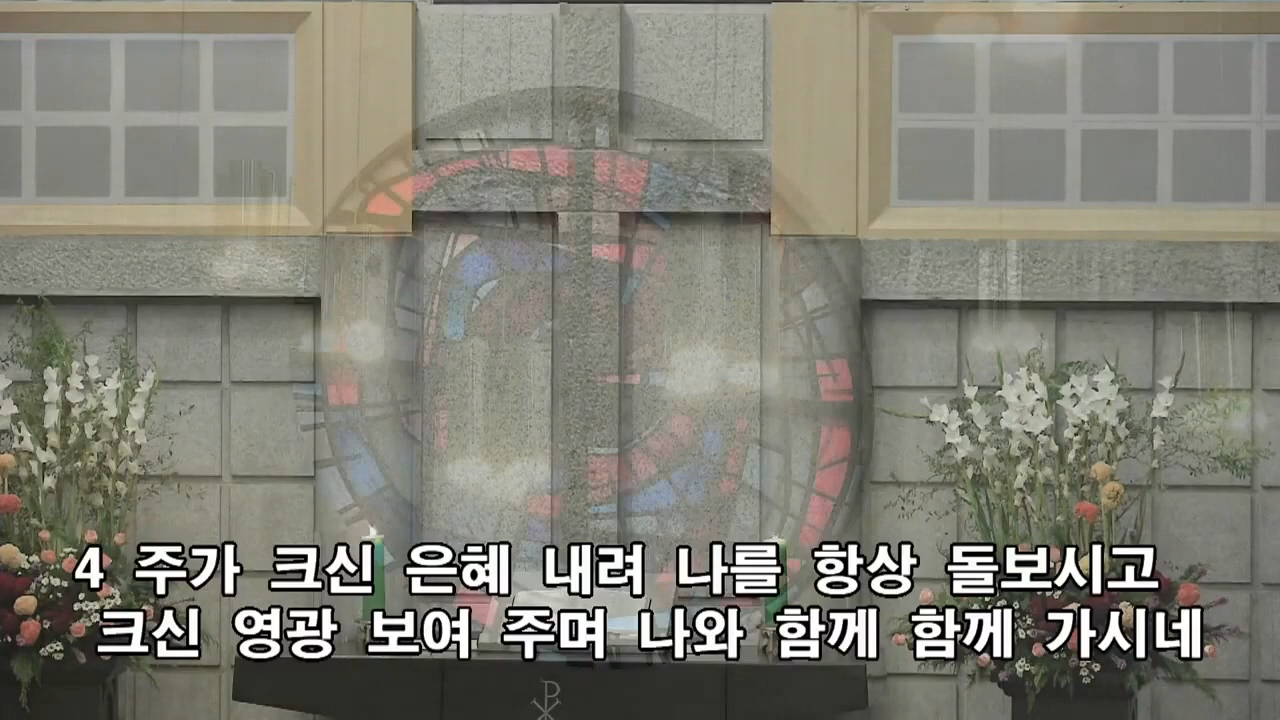 4 주가 크신 은혜 내려 나를 항상 돌보시고
크신 영광 보여 주며 나와 함께 함께 가시네